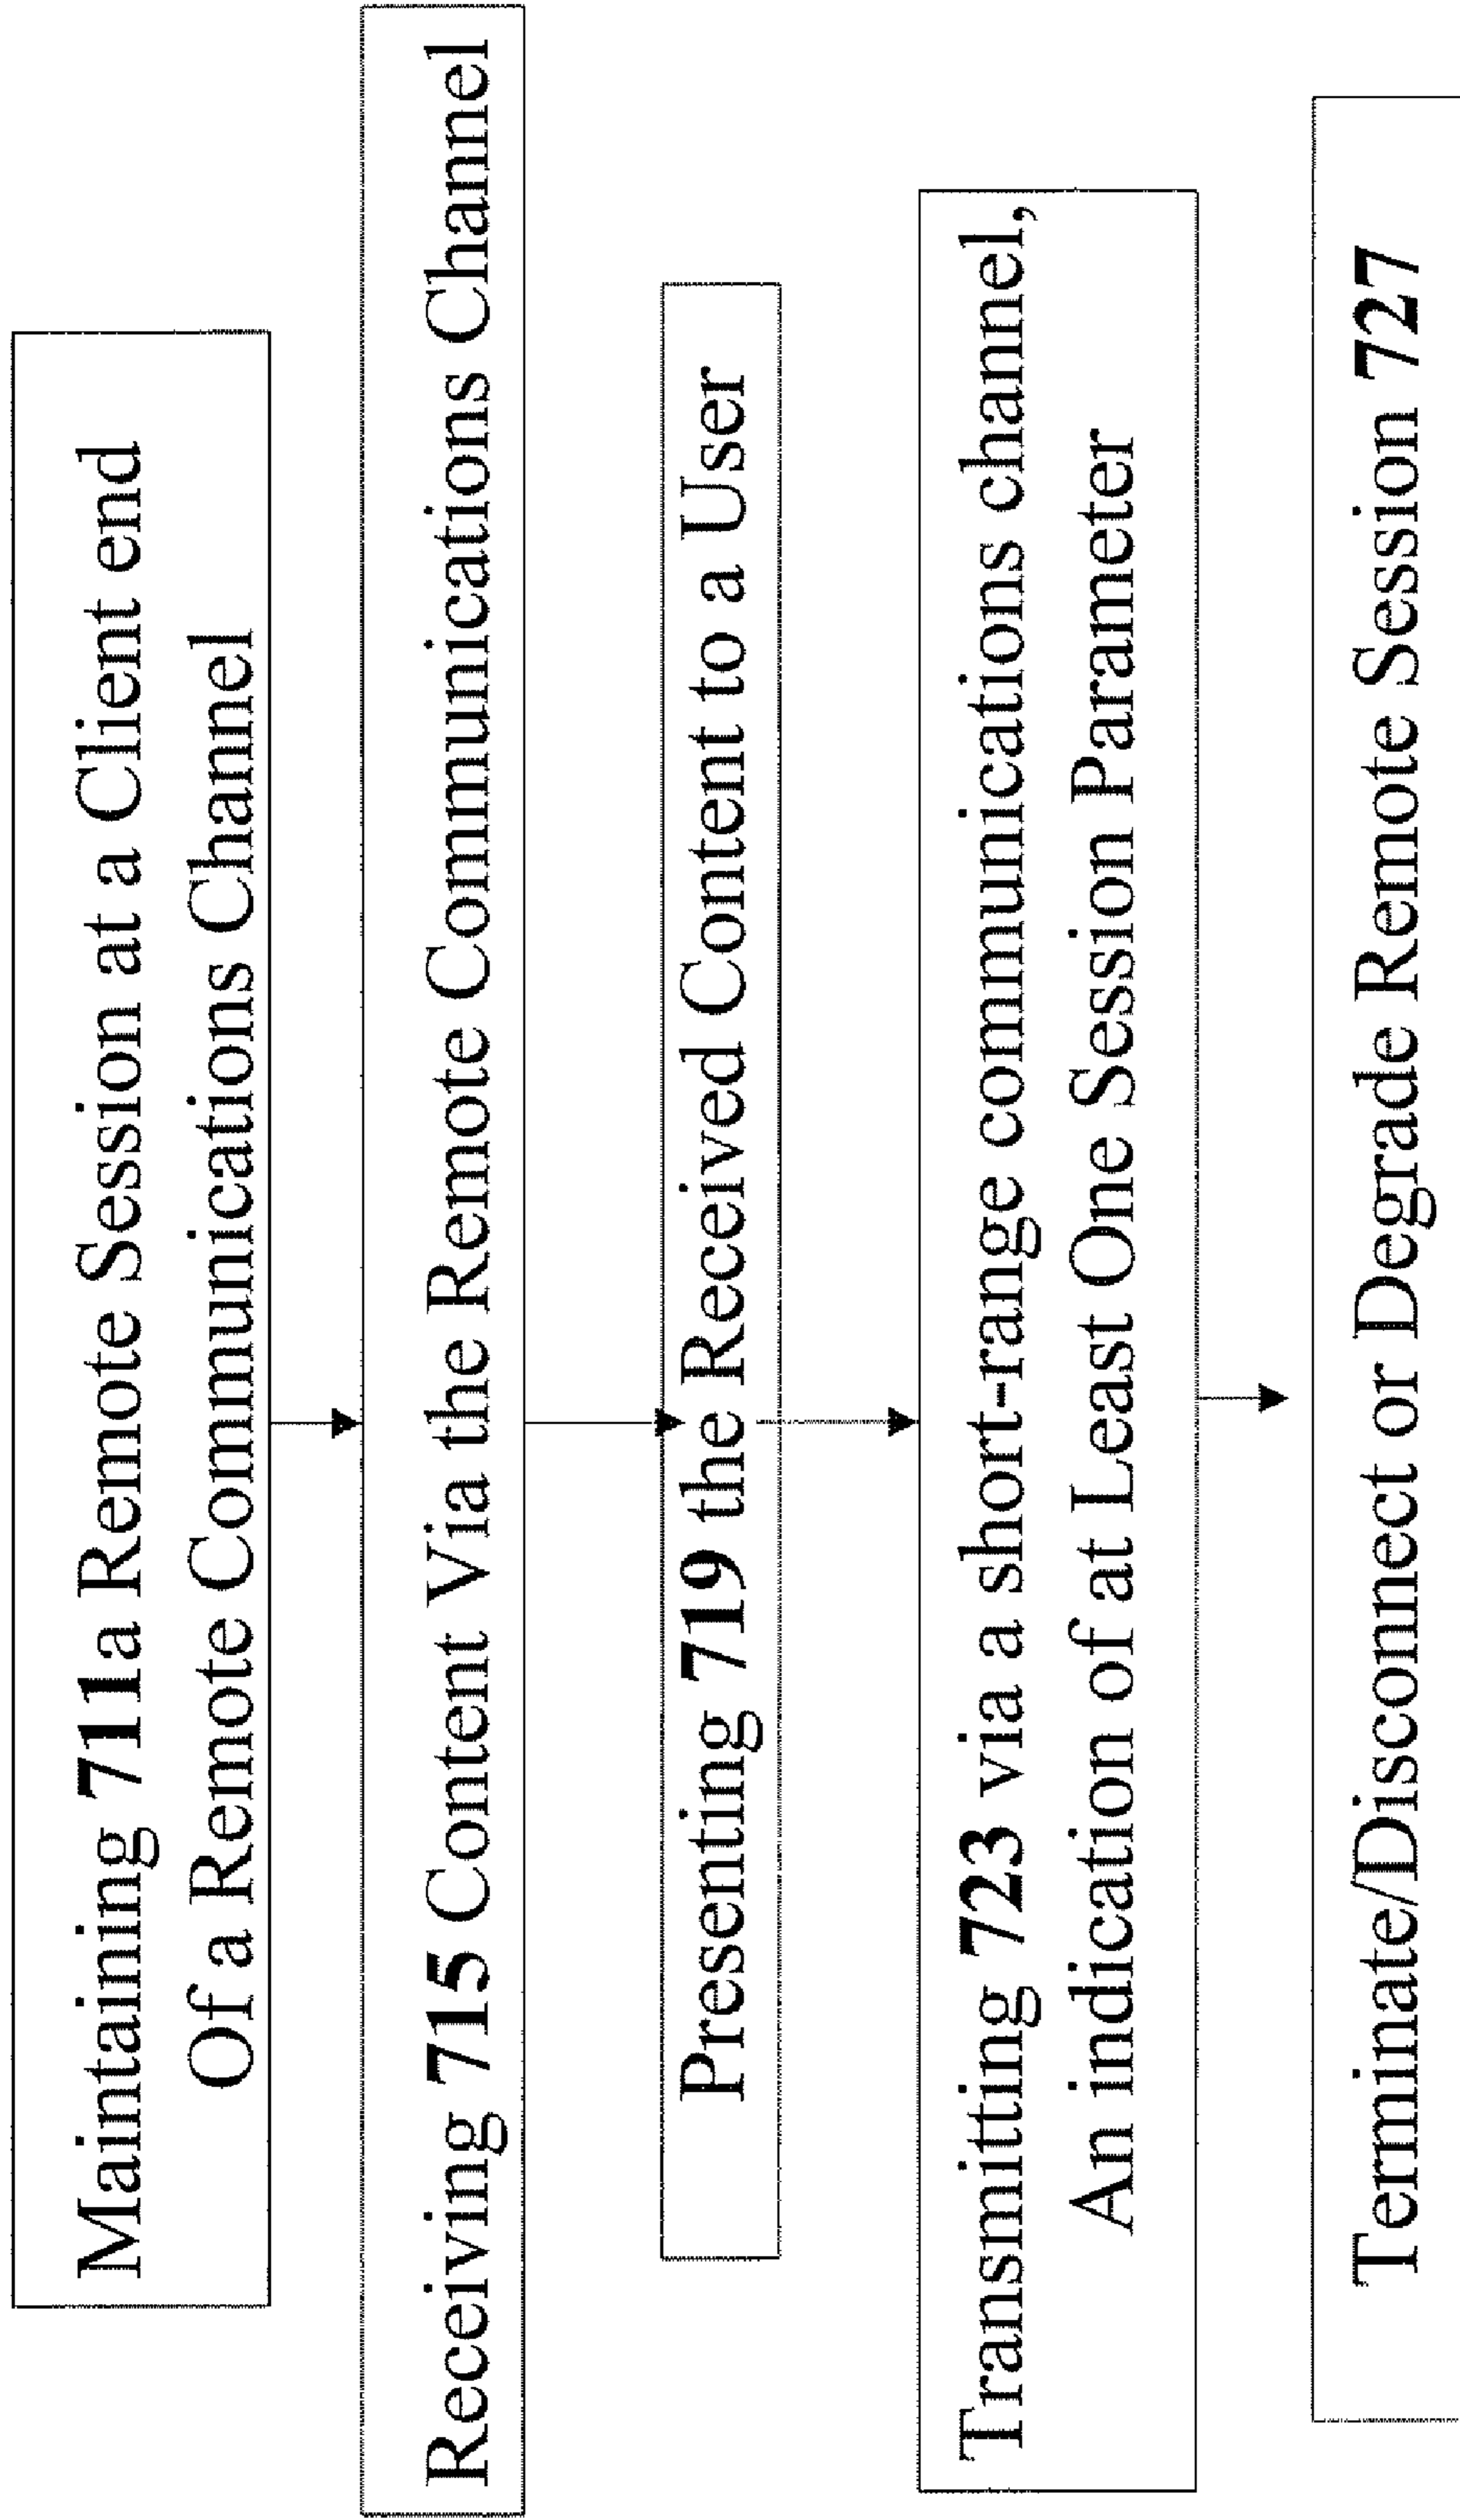 Maintaining 711a Remote Session at a Client end
Of a Remote Communications Channel
Receiving 715 Content Via the Remote Communications Channel
Presenting 719 the Received Content to a User
Transmitting 723 via a short-range communications channel,
An indication of at Least One Session Parameter
Terminate/Disconnect or Degrade Remote Session 727